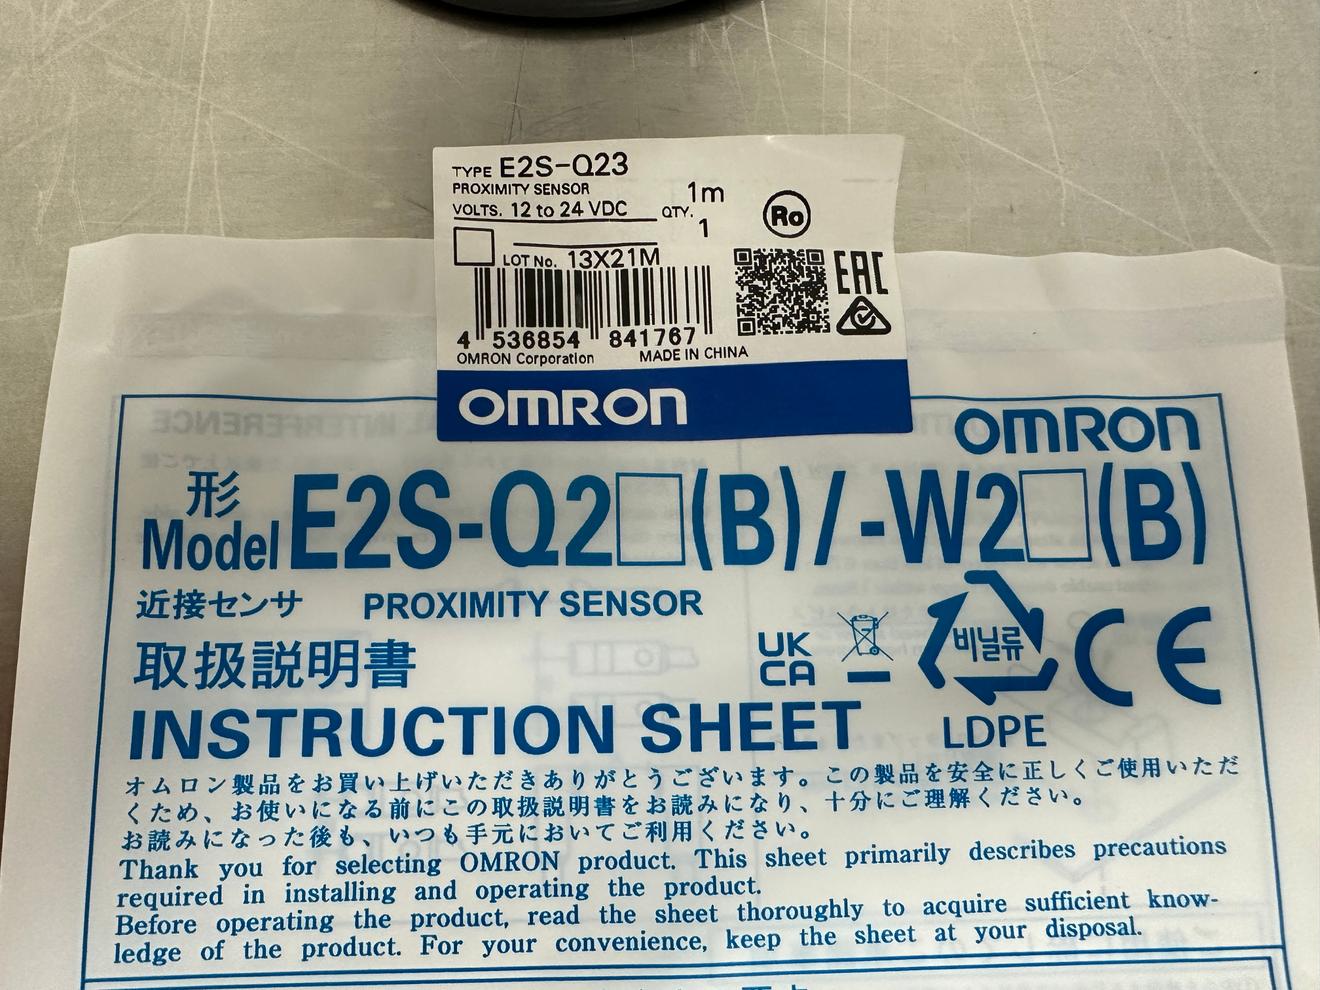 TYPE E2S-Q23
PROXIMITY SENSOR
1m
VOLTS. 12 to 24 VDC
QTY. 1
Ro
LOT No. 13X21M
EAC
4 536854 841767
OMRON Corporation MADE IN CHINA
OMRON
OMRON
形
Model E2S-Q2□(B)/-W2□(B)
近接センサ PROXIMITY SENSOR
取扱説明書
UK
CA
비닐류
CE
INSTRUCTION SHEET
LDPE
オムロン製品をお買い上げいただきありがとうございます。この製品を安全に正しくご使用いただ
くため、お使いになる前にこの取扱説明書をお読みになり、十分にご理解ください。
お読みになった後も、いつも手元においてご利用ください。
Thank you for selecting OMRON product. This sheet primarily describes precautions
required in installing and operating the product.
Before operating the product, read the sheet thoroughly to acquire sufficient know-
ledge of the product. For your convenience, keep the sheet at your disposal.